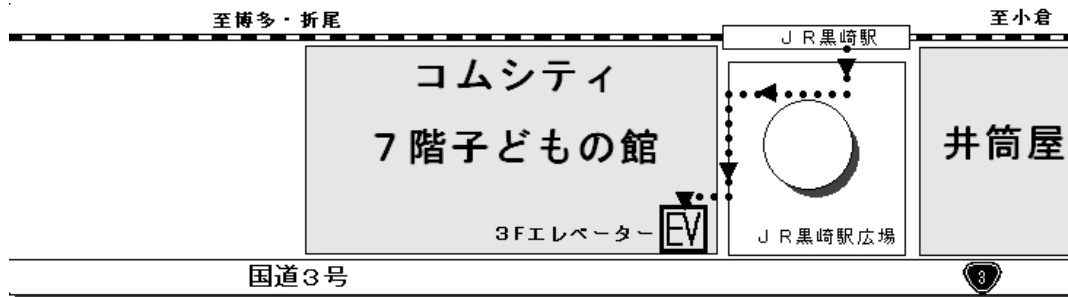 至博多・折尾
至小倉
ＪＲ黒崎駅
コムシティ
７階子どもの館
井筒屋
3Fエレベーター
EV
ＪＲ黒崎駅広場
国道3号
3